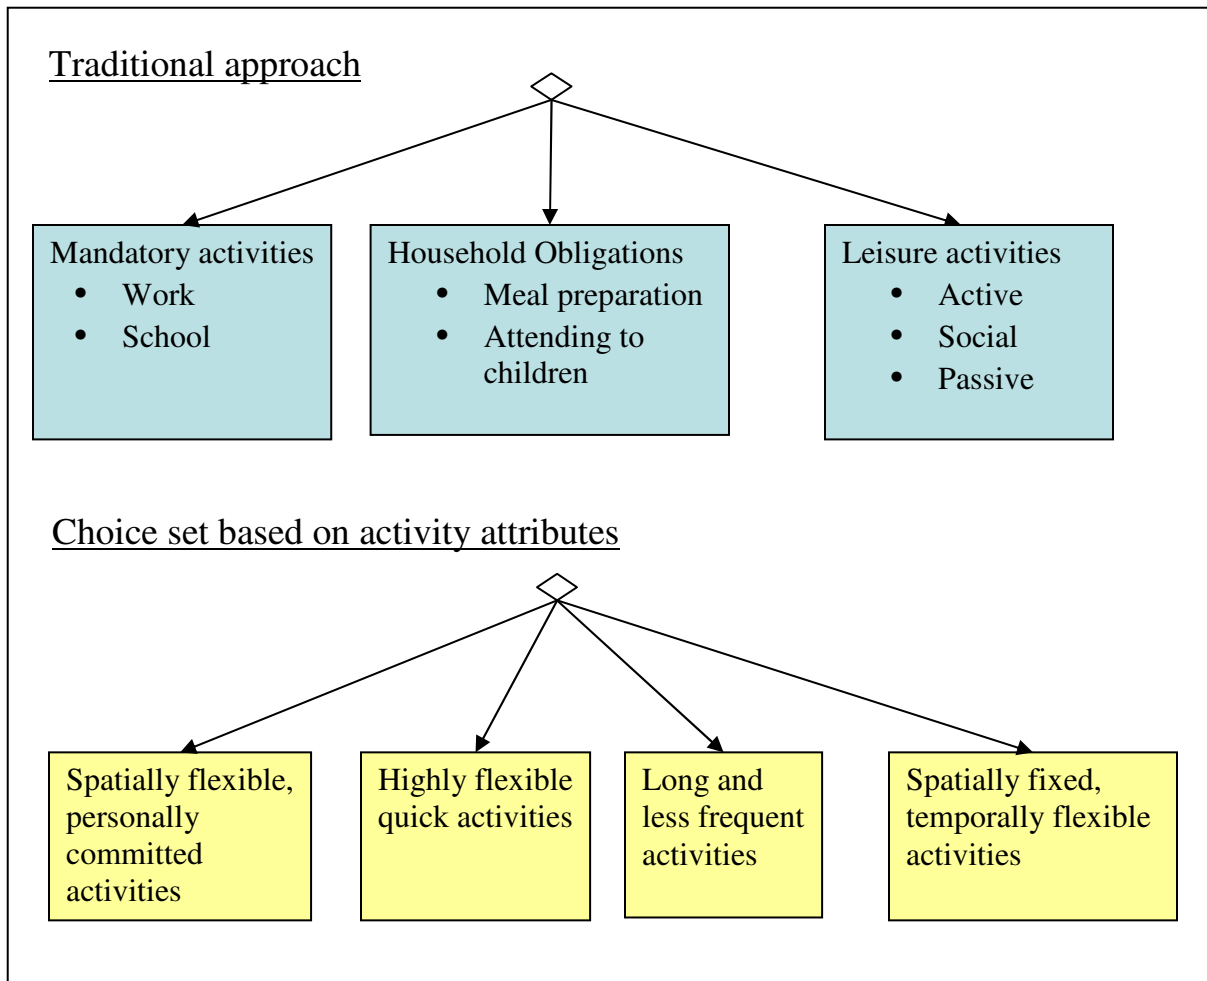 Traditional approach
Mandatory activities
• Work
• School
Household Obligations
• Meal preparation
• Attending to
children
Leisure activities
• Active
• Social
• Passive
Choice set based on activity attributes
Spatially flexible,
personally
committed
activities
Highly flexible
quick activities
Long and
less frequent
activities
Spatially fixed,
temporally flexible
activities